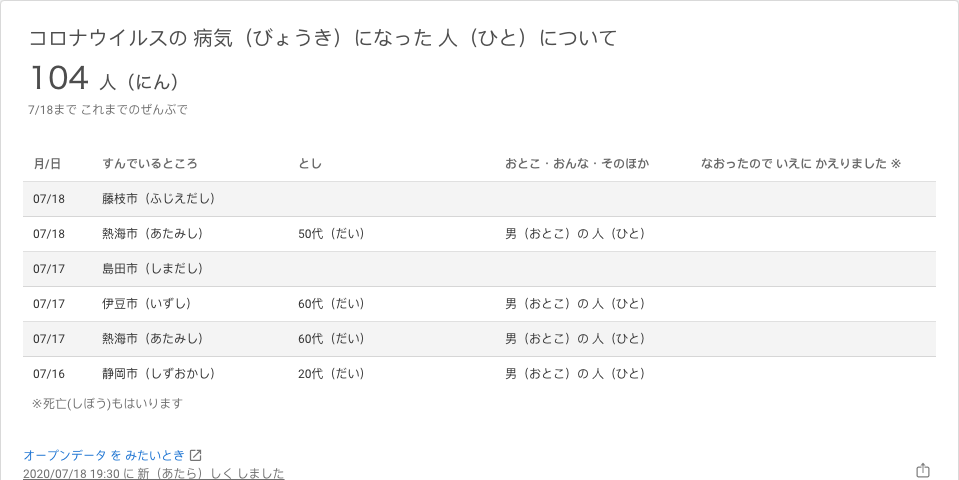 コロナウイルスの 病気（びょうき）になった 人（ひと）について
104 人（にん）
7/18まで これまでのぜんぶで
月/日 すんでいるところ とし おとこ・おんな・そのほか なおったので いえに かえりました ※
07/18 藤枝市（ふじえだし）
07/18 熱海市（あたみし） 50代（だい） 男（おとこ）の 人（ひと）
07/17 島田市（しまだし）
07/17 伊豆市（いずし） 60代（だい） 男（おとこ）の 人（ひと）
07/17 熱海市（あたみし） 60代（だい） 男（おとこ）の 人（ひと）
07/16 静岡市（しずおかし） 20代（だい） 男（おとこ）の 人（ひと）
※死亡(しぼう)もはいります
オープンデータ を みたいとき
2020/07/18 19:30 に 新（あたら）しく しました